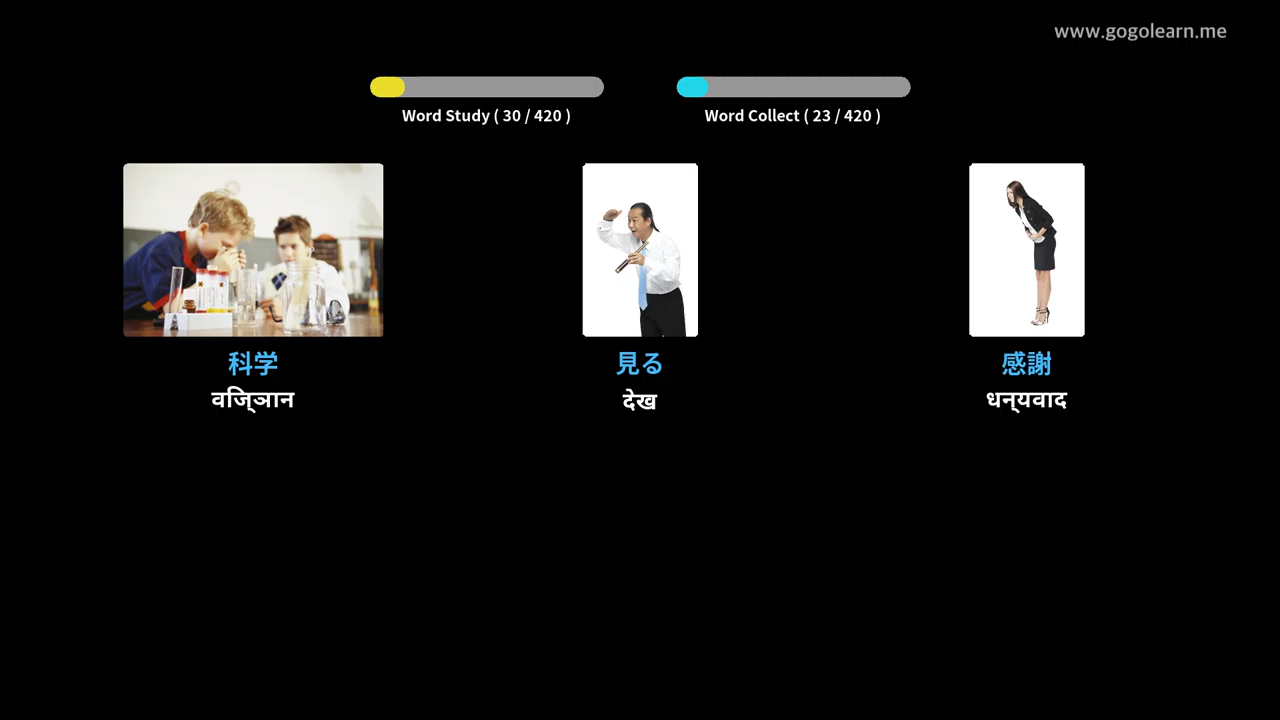 www.gogolearn.me
Word Study ( 30 / 420 )
Word Collect ( 23 / 420 )
科学
विज्ञान
見る
देख
感謝
धन्यवाद